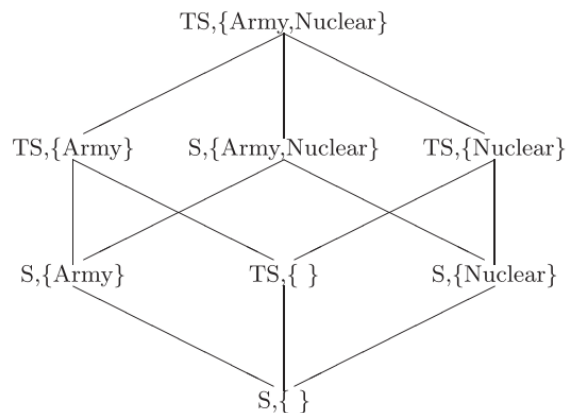 TS,{Army,Nuclear}
TS,{Army} S,{Army,Nuclear} TS,{Nuclear}
S,{Army} TS,{ } S,{Nuclear}
S,{ }